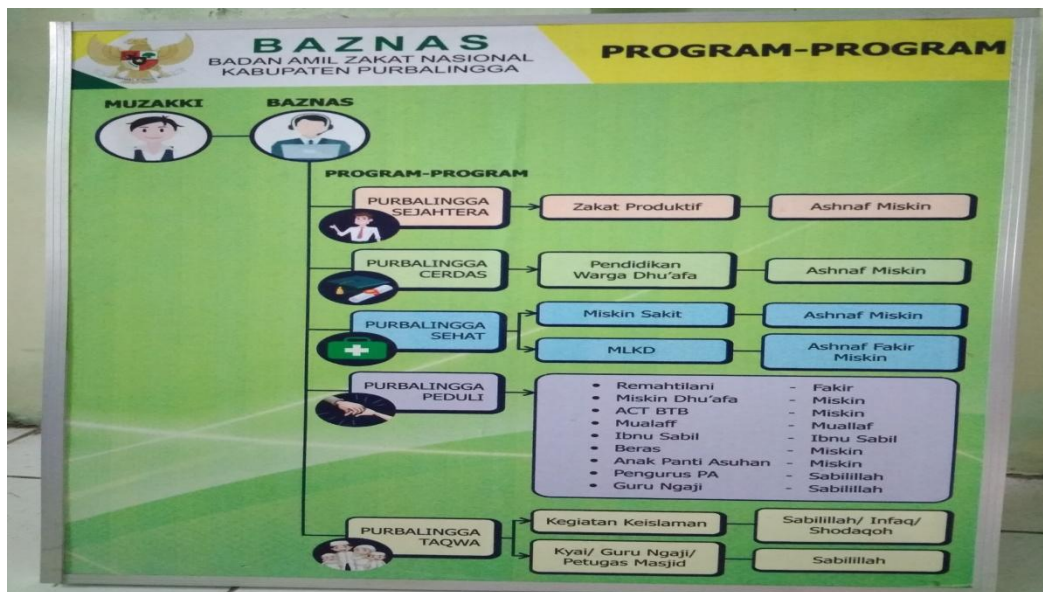 BAZNAS
BADAN AMIL ZAKAT NASIONAL
KABUPATEN PURBALINGGA
PROGRAM-PROGRAM
MUZAKKI
BAZNAS
PROGRAM-PROGRAM
PURBALINGGA
SEJAHTERA
Zakat Produktif
Ashnaf Miskin
PURBALINGGA
CERDAS
Pendidikan
Warga Dhu'afa
Ashnaf Miskin
PURBALINGGA
SEHAT
Miskin Sakit
Ashnaf Miskin
MLKD
Ashnaf Fakir
Miskin
PURBALINGGA
PEDULI
• Remahtilani - Fakir
• Miskin Dhu'afa - Miskin
• ACT BTB - Miskin
• Mualaff - Muallaf
• Ibnu Sabil - Ibnu Sabil
• Beras - Miskin
• Anak Panti Asuhan - Miskin
• Pengurus PA - Sabilillah
• Guru Ngaji - Sabilillah
PURBALINGGA
TAQWA
Kegiatan Keislaman
Sabilillah/ Infaq/
Shodaqoh
Kyai/ Guru Ngaji/
Petugas Masjid
Sabilillah